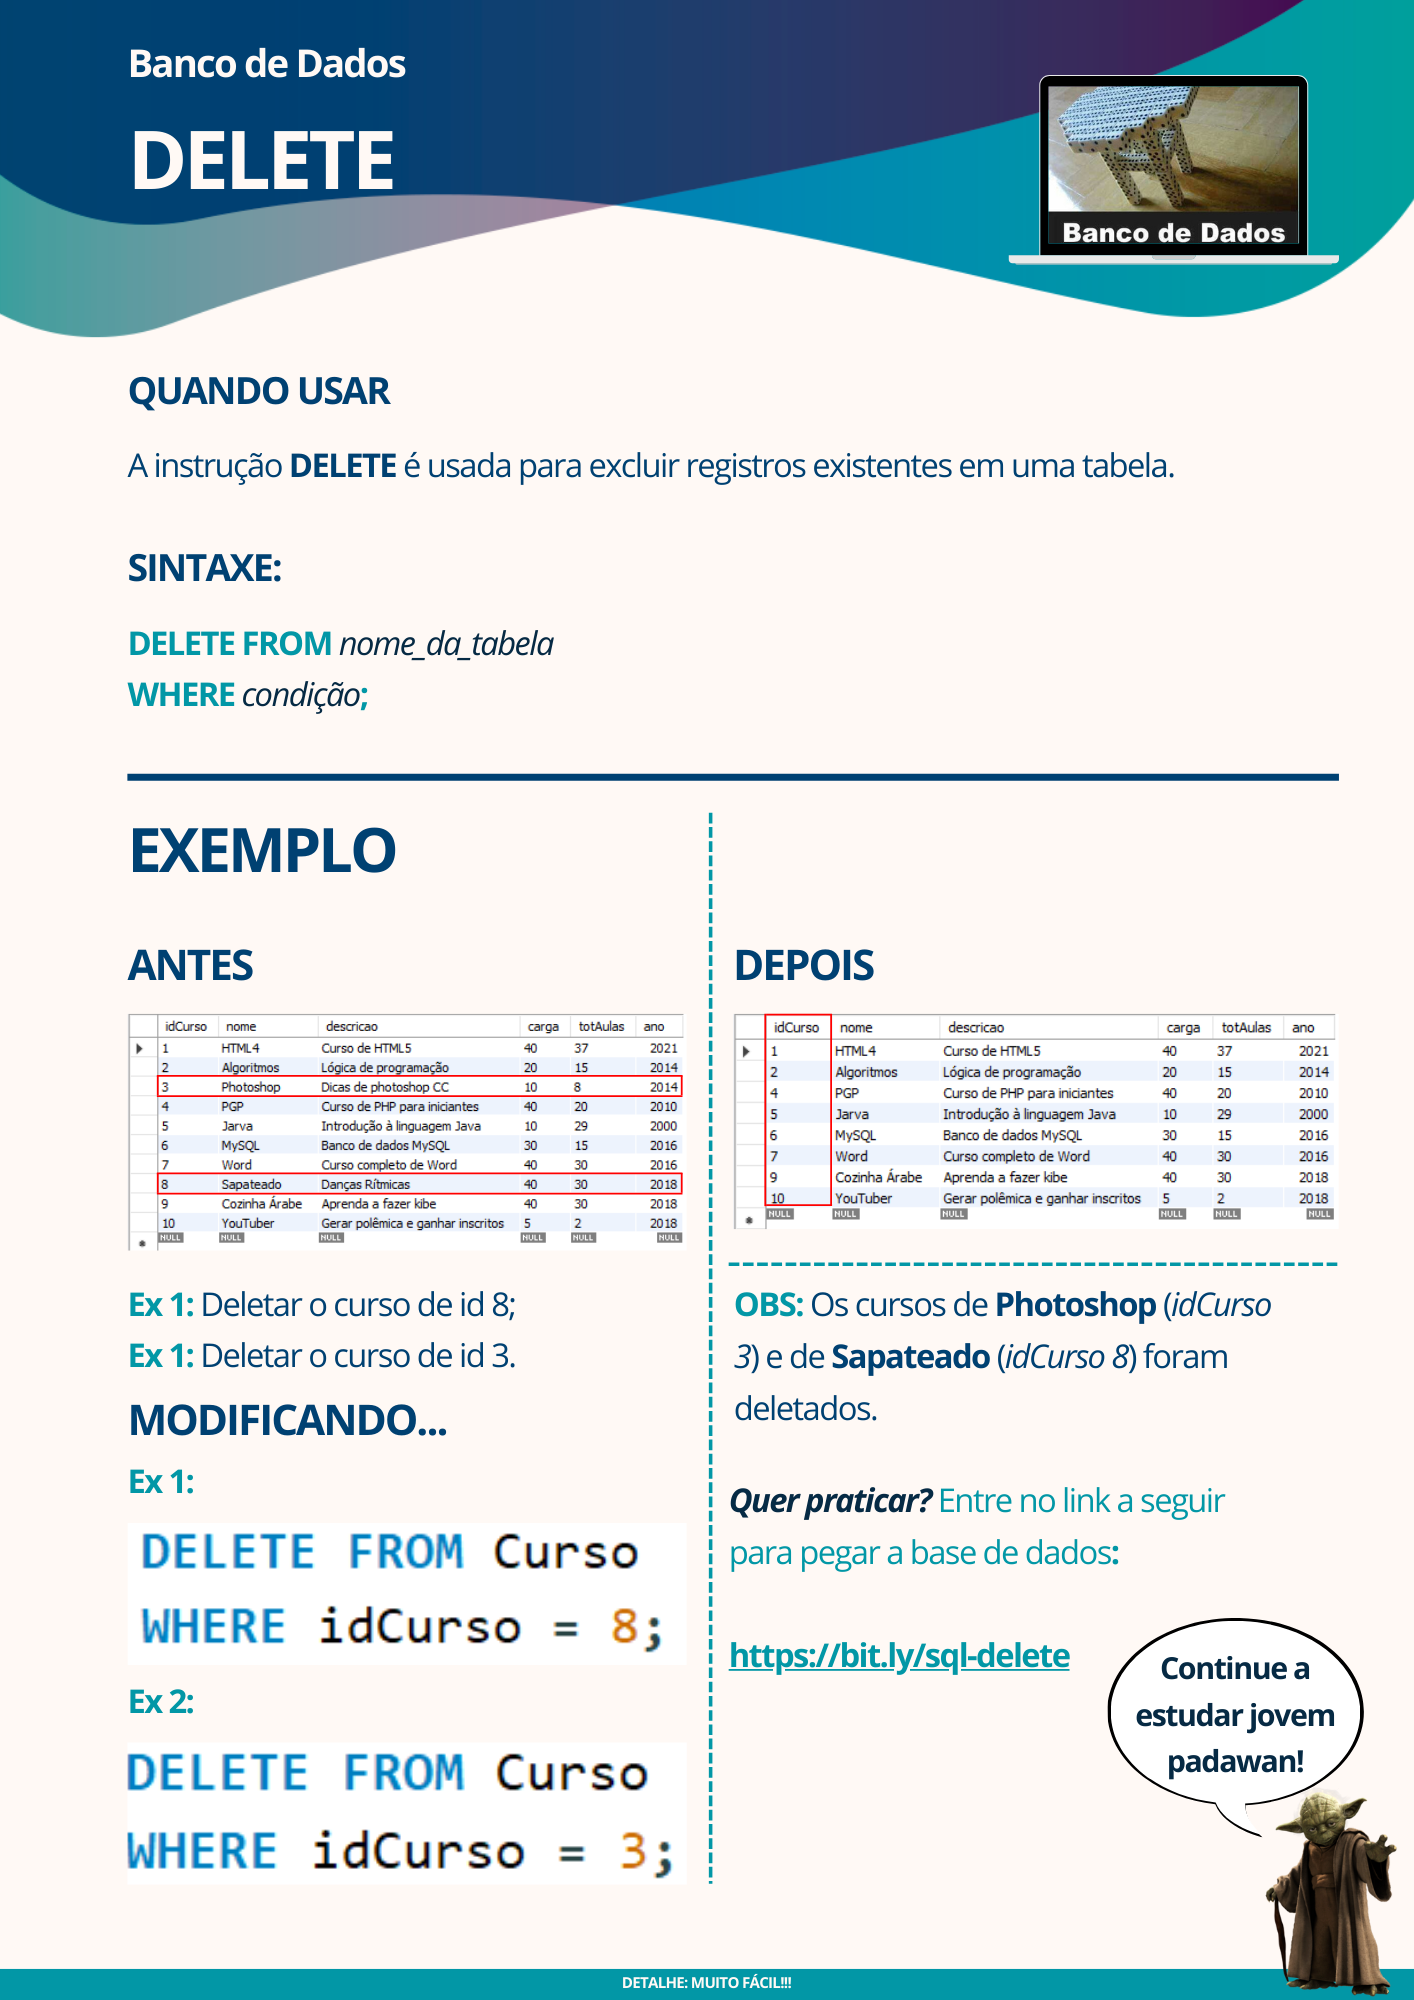 Banco de Dados
DELETE
Banco de Dados
QUANDO USAR
A instrução DELETE é usada para excluir registros existentes em uma tabela.
SINTAXE:
DELETE FROM nome_da_tabela
WHERE condição;
EXEMPLO
ANTES
idCurso nome descricao carga totAulas ano
1 HTML4 Curso de HTML5 40 37 2021
2 Algoritmos Lógica de programação 20 15 2014
3 Photoshop Dicas de photoshop CC 10 8 2014
4 PGP Curso de PHP para iniciantes 40 20 2010
5 Jarva Introdução à linguagem Java 10 29 2000
6 MySQL Banco de dados MySQL 30 15 2016
7 Word Curso completo de Word 40 30 2016
8 Sapateado Danças Rítmicas 40 30 2018
9 Cozinha Árabe Aprenda a fazer kibe 40 30 2018
10 YouTuber Gerar polêmica e ganhar inscritos 5 2 2018
NULL NULL NULL NULL NULL NULL
Ex 1: Deletar o curso de id 8;
Ex 1: Deletar o curso de id 3.
MODIFICANDO...
Ex 1:
DELETE FROM Curso
WHERE idCurso = 8;
Ex 2:
DELETE FROM Curso
WHERE idCurso = 3;
DEPOIS
idCurso nome descricao carga totAulas ano
1 HTML4 Curso de HTML5 40 37 2021
2 Algoritmos Lógica de programação 20 15 2014
4 PGP Curso de PHP para iniciantes 40 20 2010
5 Jarva Introdução à linguagem Java 10 29 2000
6 MySQL Banco de dados MySQL 30 15 2016
7 Word Curso completo de Word 40 30 2016
9 Cozinha Árabe Aprenda a fazer kibe 40 30 2018
10 YouTuber Gerar polêmica e ganhar inscritos 5 2 2018
NULL NULL NULL NULL NULL NULL
OBS: Os cursos de Photoshop (idCurso
3) e de Sapateado (idCurso 8) foram
deletados.
Quer praticar? Entre no link a seguir
para pegar a base de dados:
https://bit.ly/sql-delete
Continue a
estudar jovem
padawan!
DETALHE: MUITO FÁCIL!!!